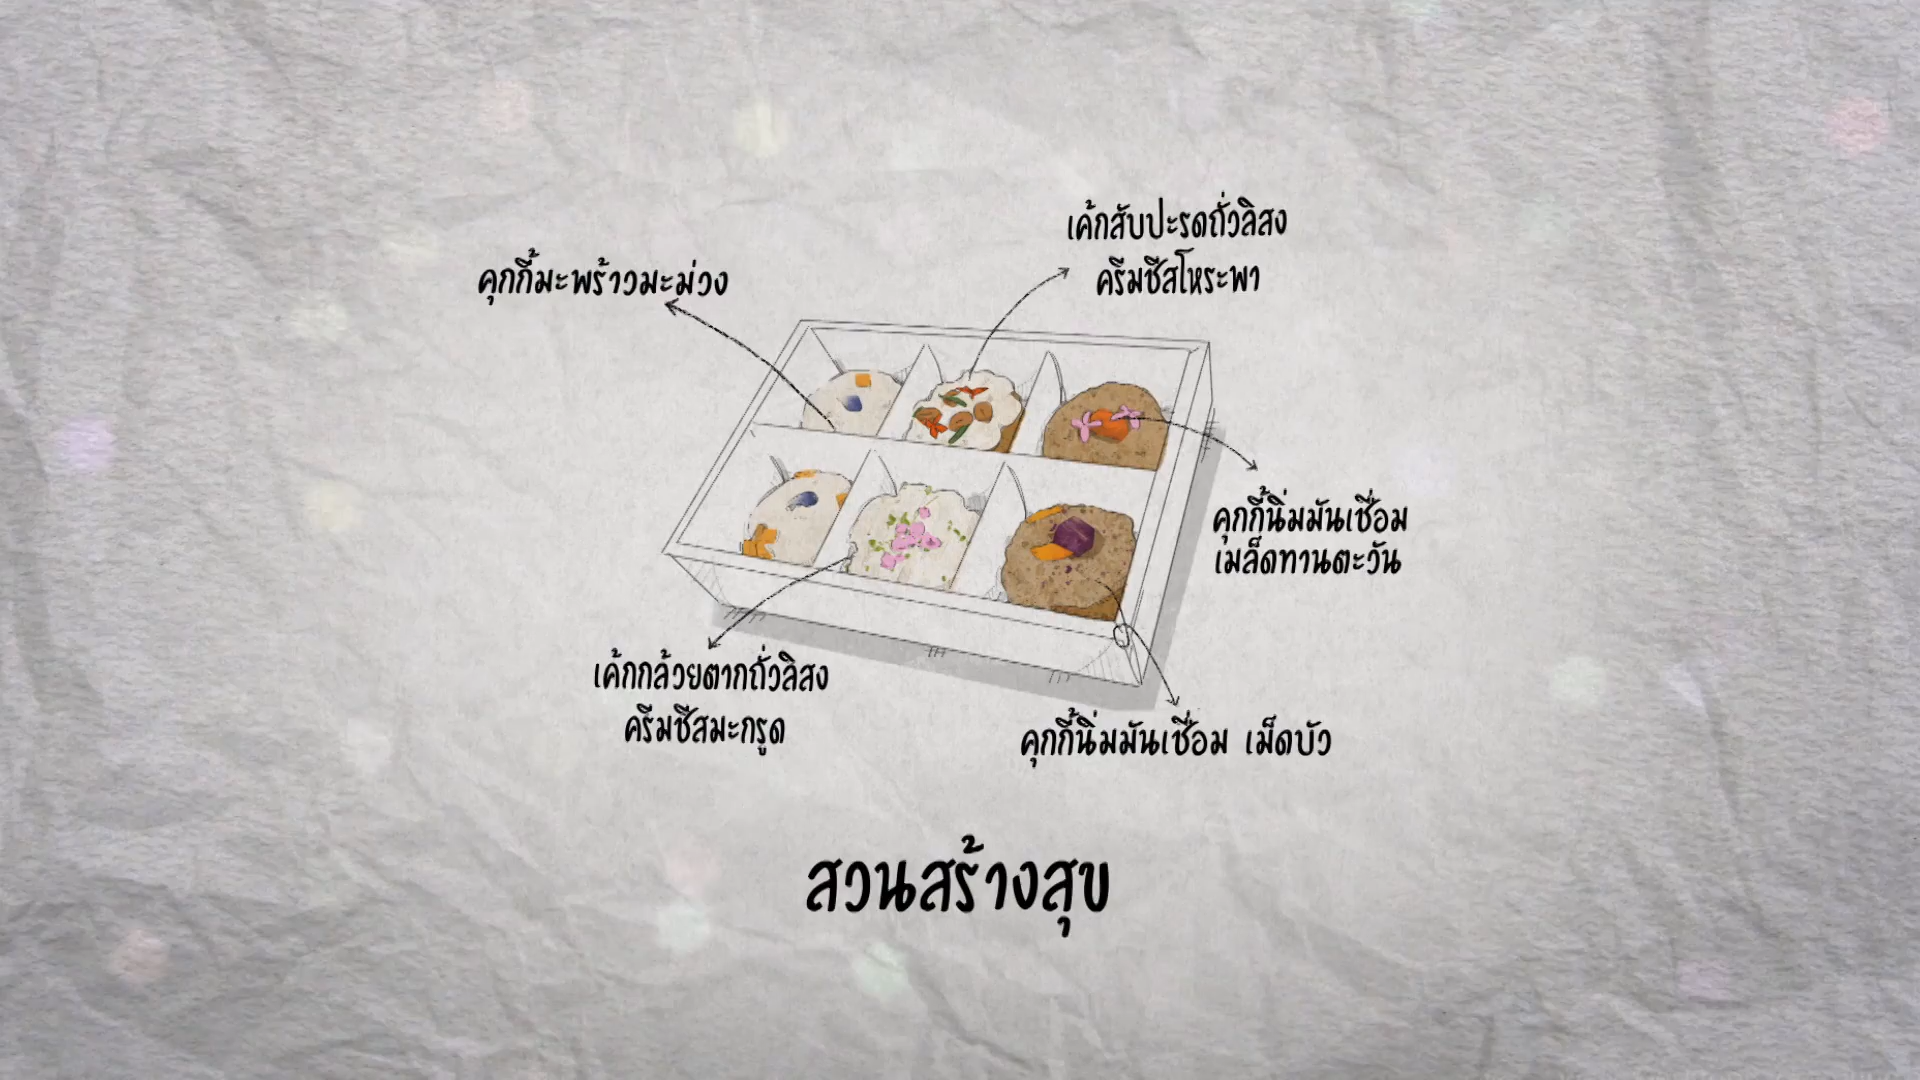 คุกกี้มะพร้าวมะม่วง
เค้กสับปะรดถั่วลิสง
ครีมชีสโหระพา
คุกกี้นิ่มมันเชื่อม
เมล็ดทานตะวัน
เค้กกล้วยตากถั่วลิสง
ครีมชีสมะกรูด
คุกกี้นิ่มมันเชื่อม เม็ดบัว
สวนสร้างสุข